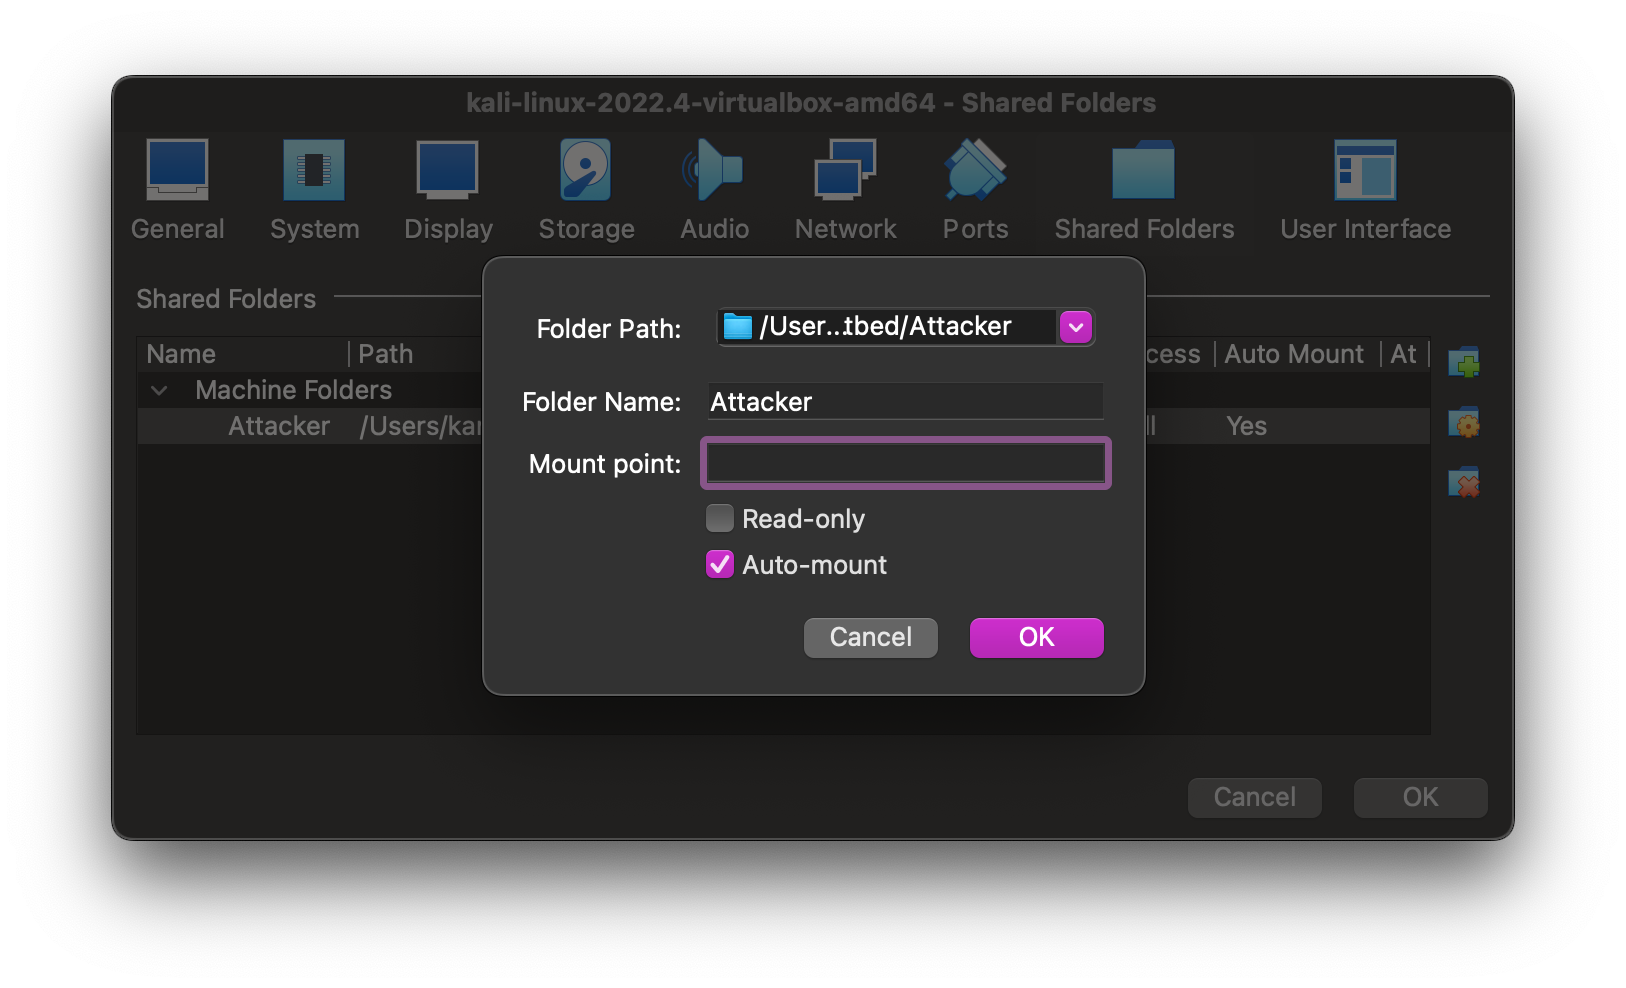 kali-linux-2022.4-virtualbox-amd64 - Shared Folders
General System Display Storage Audio Network Ports Shared Folders User Interface
Shared Folders
Name Path cess Auto Mount At
Machine Folders
Attacker /Users/kar ll Yes
Folder Path: /User...tbed/Attacker
Folder Name: Attacker
Mount point:
Read-only
Auto-mount
Cancel OK
Cancel OK